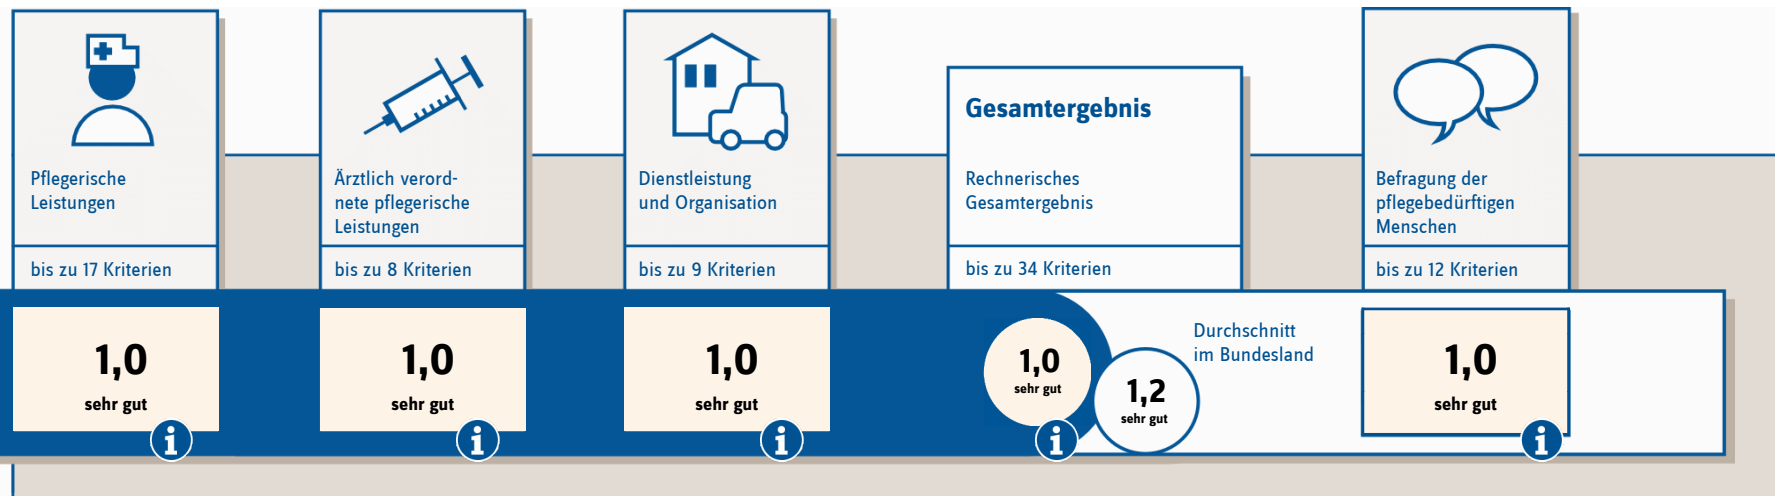 Pflegerische
Leistungen
bis zu 17 Kriterien
1,0
sehr gut
i
Ärztlich verord-
nete pflegerische
Leistungen
bis zu 8 Kriterien
1,0
sehr gut
i
Dienstleistung
und Organisation
bis zu 9 Kriterien
1,0
sehr gut
i
Gesamtergebnis
Rechnerisches
Gesamtergebnis
bis zu 34 Kriterien
1,0
sehr gut
i
1,2
sehr gut
Durchschnitt
im Bundesland
Befragung der
pflegebedürftigen
Menschen
bis zu 12 Kriterien
1,0
sehr gut
i